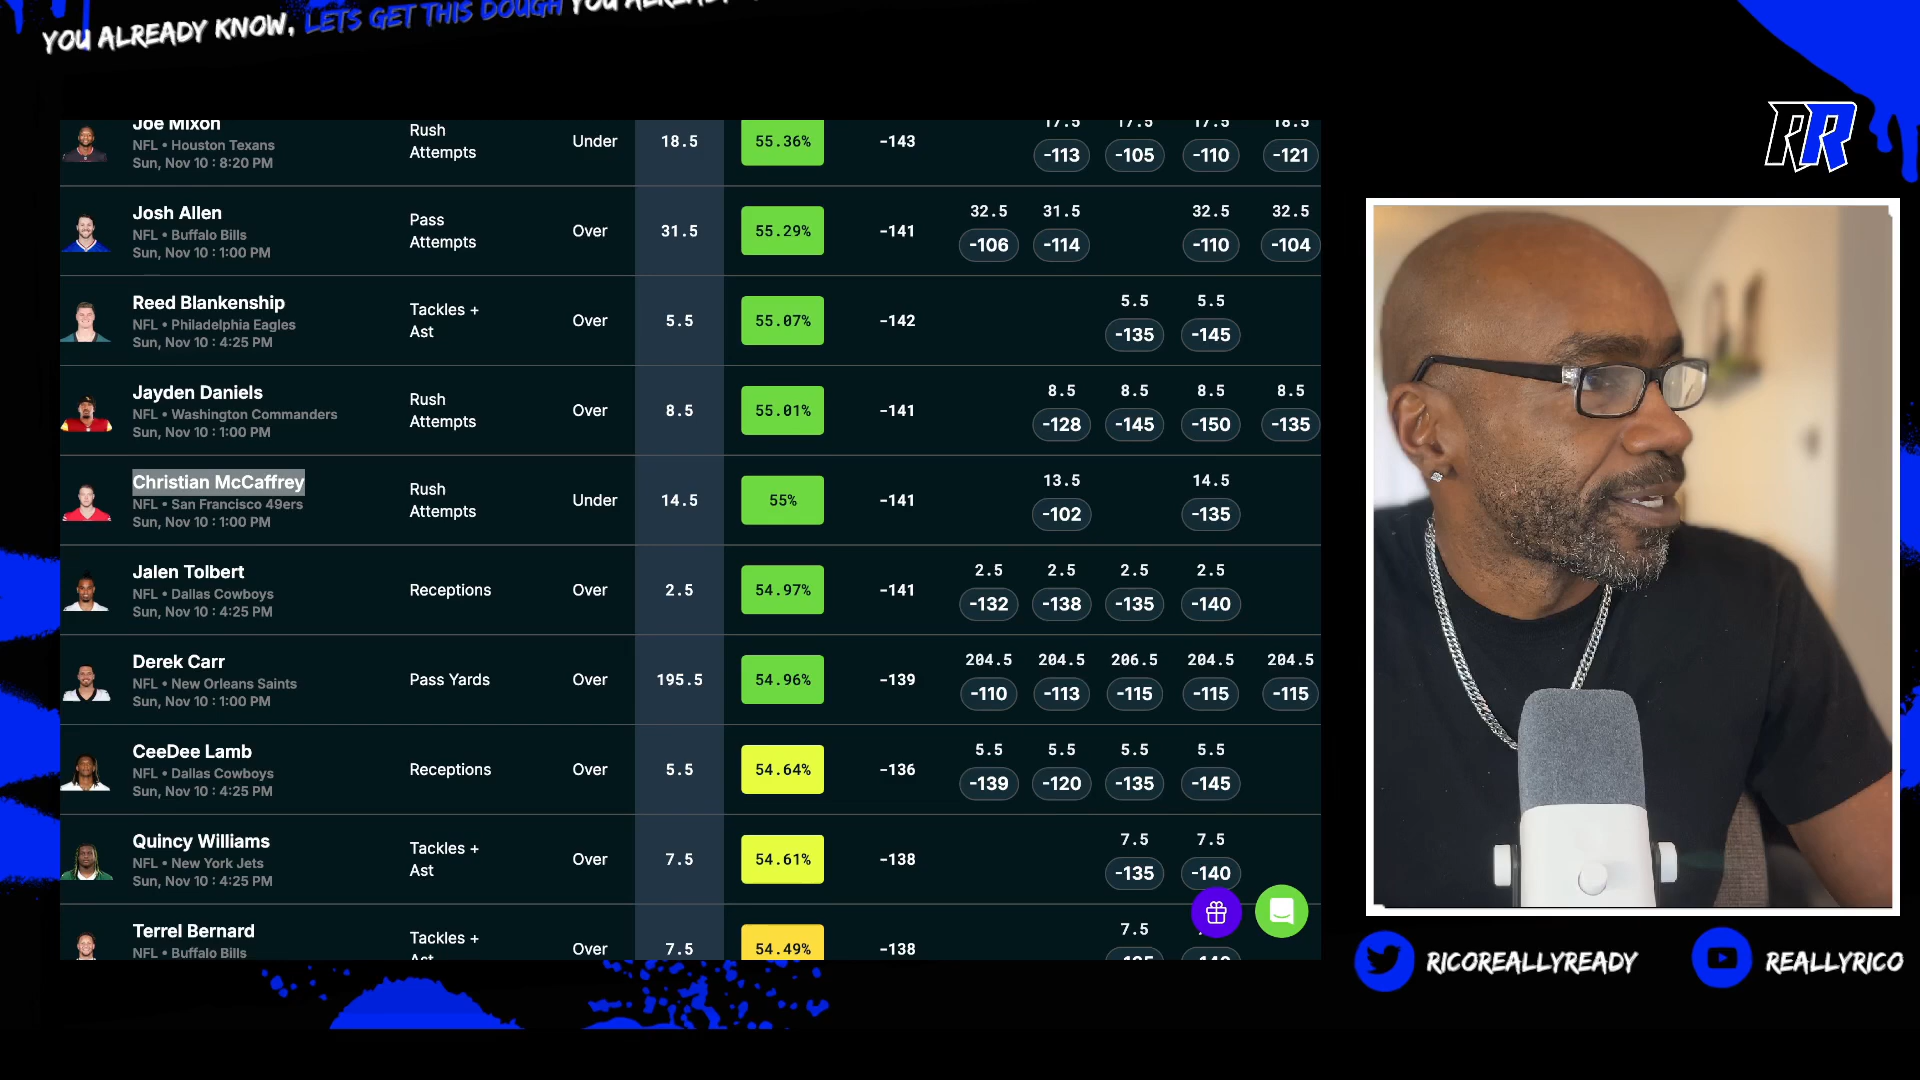 YOU ALREADY KNOW, LETS GET THIS DOUGH YOU ALREADY
Joe Mixon
NFL • Houston Texans
Sun, Nov 10 : 8:20 PM
Rush
Attempts
Under
18.5
55.36%
-143
17.5 17.5 17.5 18.5
-113 -105 -110 -121
Josh Allen
NFL • Buffalo Bills
Sun, Nov 10 : 1:00 PM
Pass
Attempts
Over
31.5
55.29%
-141
32.5 31.5 32.5 32.5
-106 -114 -110 -104
Reed Blankenship
NFL • Philadelphia Eagles
Sun, Nov 10 : 4:25 PM
Tackles +
Ast
Over
5.5
55.07%
-142
5.5 5.5
-135 -145
Jayden Daniels
NFL • Washington Commanders
Sun, Nov 10 : 1:00 PM
Rush
Attempts
Over
8.5
55.01%
-141
8.5 8.5 8.5 8.5
-128 -145 -150 -135
Christian McCaffrey
NFL • San Francisco 49ers
Sun, Nov 10 : 1:00 PM
Rush
Attempts
Under
14.5
55%
-141
13.5 14.5
-102 -135
Jalen Tolbert
NFL • Dallas Cowboys
Sun, Nov 10 : 4:25 PM
Receptions
Over
2.5
54.97%
-141
2.5 2.5 2.5 2.5
-132 -138 -135 -140
Derek Carr
NFL • New Orleans Saints
Sun, Nov 10 : 1:00 PM
Pass Yards
Over
195.5
54.96%
-139
204.5 204.5 206.5 204.5 204.5
-110 -113 -115 -115 -115
CeeDee Lamb
NFL • Dallas Cowboys
Sun, Nov 10 : 4:25 PM
Receptions
Over
5.5
54.64%
-136
5.5 5.5 5.5 5.5
-139 -120 -135 -145
Quincy Williams
NFL • New York Jets
Sun, Nov 10 : 4:25 PM
Tackles +
Ast
Over
7.5
54.61%
-138
7.5 7.5
-135 -140
Terrel Bernard
NFL • Buffalo Bills
Tackles +
Ast
Over
7.5
54.49%
-138
7.5
RR
RICOREALLYREADY
REALLYRICO